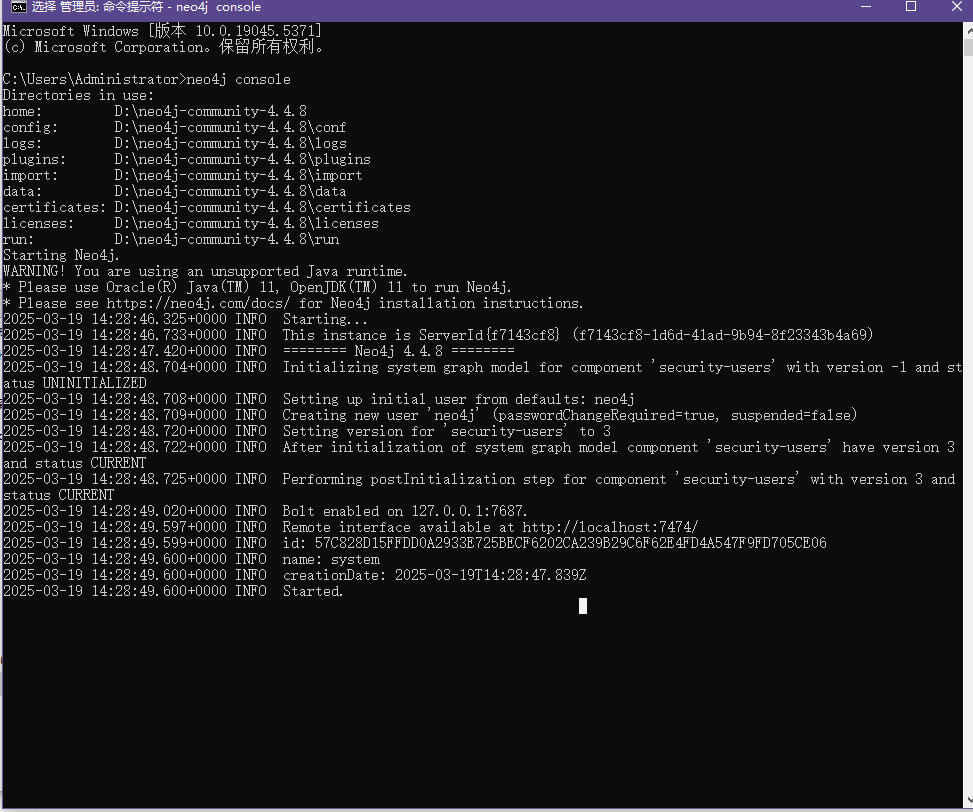 选择 管理员: 命令提示符 - neo4j  console
Microsoft Windows [版本 10.0.19045.5371]
(c) Microsoft Corporation。保留所有权利。
C:\Users\Administrator>neo4j console
Directories in use:
home:         D:\neo4j-community-4.4.8
config:       D:\neo4j-community-4.4.8\conf
logs:         D:\neo4j-community-4.4.8\logs
plugins:      D:\neo4j-community-4.4.8\plugins
import:       D:\neo4j-community-4.4.8\import
data:         D:\neo4j-community-4.4.8\data
certificates: D:\neo4j-community-4.4.8\certificates
licenses:     D:\neo4j-community-4.4.8\licenses
run:          D:\neo4j-community-4.4.8\run
Starting Neo4j.
WARNING! You are using an unsupported Java runtime.
* Please use Oracle(R) Java(TM) 11, OpenJDK(TM) 11 to run Neo4j.
* Please see https://neo4j.com/docs/ for Neo4j installation instructions.
2025-03-19 14:28:46.325+0000 INFO  Starting...
2025-03-19 14:28:46.733+0000 INFO  This instance is ServerId{f7143cf8} (f7143cf8-1d6d-41ad-9b94-8f23343b4a69)
2025-03-19 14:28:47.420+0000 INFO  ======== Neo4j 4.4.8 ========
2025-03-19 14:28:48.704+0000 INFO  Initializing system graph model for component 'security-users' with version -1 and st
atus UNINITIALIZED
2025-03-19 14:28:48.708+0000 INFO  Setting up initial user from defaults: neo4j
2025-03-19 14:28:48.709+0000 INFO  Creating new user 'neo4j' (passwordChangeRequired=true, suspended=false)
2025-03-19 14:28:48.720+0000 INFO  Setting version for 'security-users' to 3
2025-03-19 14:28:48.722+0000 INFO  After initialization of system graph model component 'security-users' have version 3
and status CURRENT
2025-03-19 14:28:48.725+0000 INFO  Performing postInitialization step for component 'security-users' with version 3 and
status CURRENT
2025-03-19 14:28:49.020+0000 INFO  Bolt enabled on 127.0.0.1:7687.
2025-03-19 14:28:49.597+0000 INFO  Remote interface available at http://localhost:7474/
2025-03-19 14:28:49.599+0000 INFO  id: 57C828D15FFDD0A2933E725BECF6202CA239B29C6F62E4FD4A547F9FD705CE06
2025-03-19 14:28:49.600+0000 INFO  name: system
2025-03-19 14:28:49.600+0000 INFO  creationDate: 2025-03-19T14:28:47.839Z
2025-03-19 14:28:49.600+0000 INFO  Started.